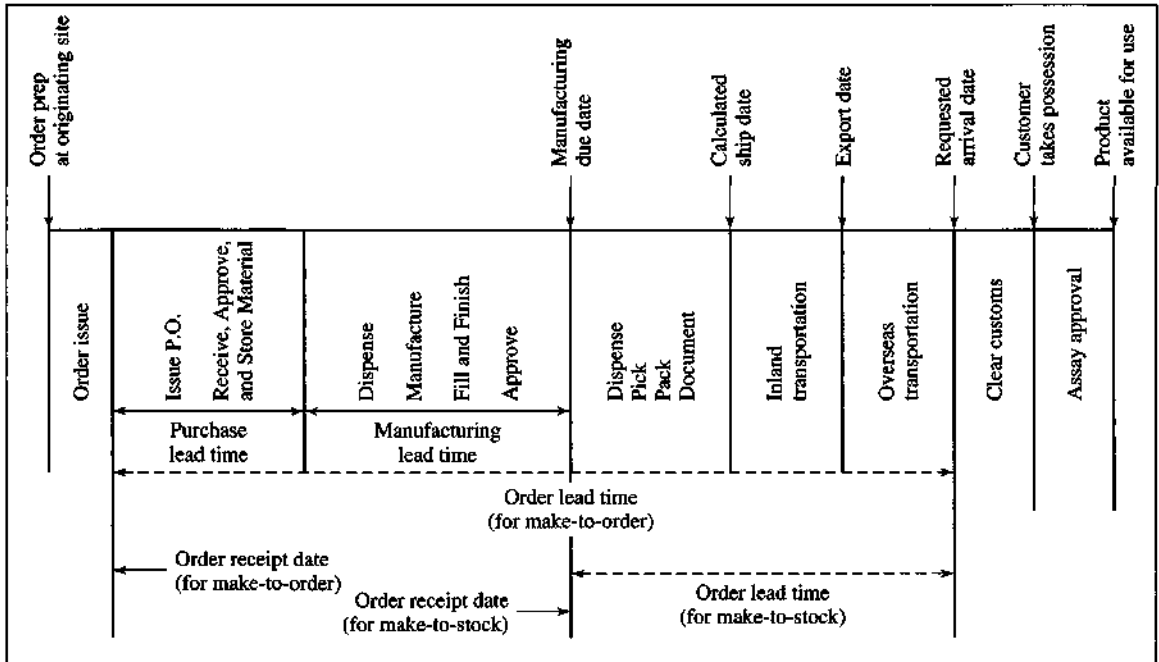 Order prep
at originating site
Manufacturing
due date
Calculated
ship date
Export date
Requested
arrival date
Customer
takes possession
Product
available for use
Order issue
Issue P.O.
Receive, Approve,
and Store Material
Dispense
Manufacture
Fill and Finish
Approve
Dispense
Pick
Pack
Document
Inland
transportation
Overseas
transportation
Clear customs
Assay approval
Purchase
lead time
Manufacturing
lead time
Order lead time
(for make-to-order)
Order receipt date
(for make-to-order)
Order receipt date
(for make-to-stock)
Order lead time
(for make-to-stock)